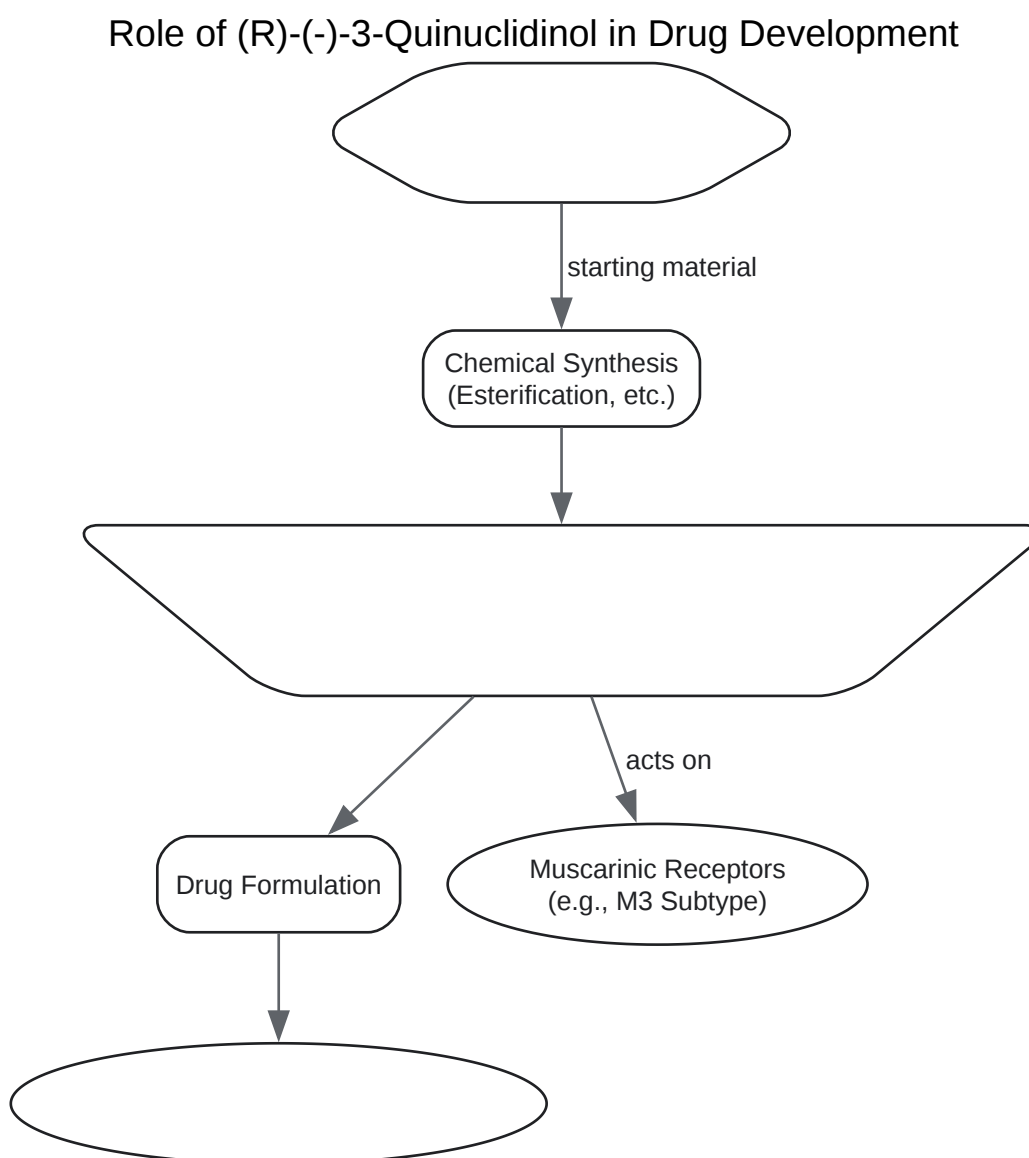 Role of (R)-(-)-3-Quinuclidinol in Drug Development
starting material
Chemical Synthesis
(Esterification, etc.)
acts on
Drug Formulation
Muscarinic Receptors
(e.g., M3 Subtype)